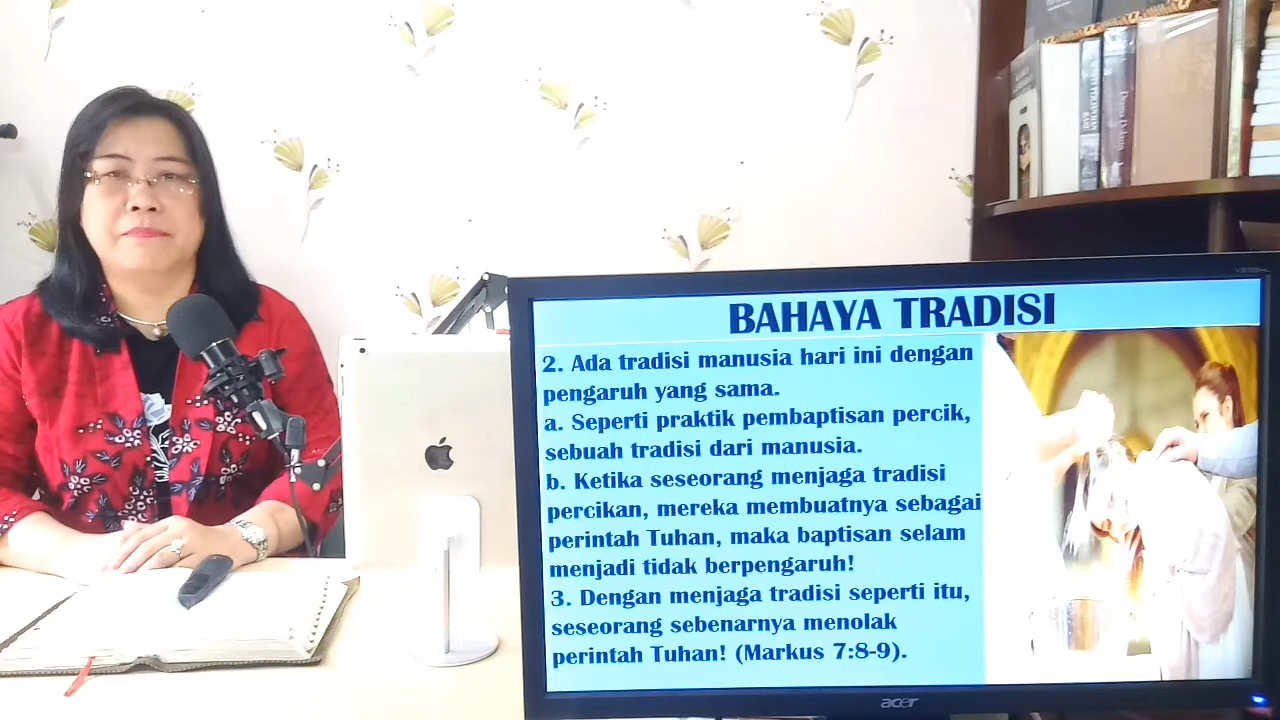 BAHAYA TRADISI
2. Ada tradisi manusia hari ini dengan
pengaruh yang sama.
a. Seperti praktik pembaptisan percik,
sebuah tradisi dari manusia.
b. Ketika seseorang menjaga tradisi
percikan, mereka membuatnya sebagai
perintah Tuhan, maka baptisan selam
menjadi tidak berpengaruh!
3. Dengan menjaga tradisi seperti itu,
seseorang sebenarnya menolak
perintah Tuhan! (Markus 7:8-9).
acer